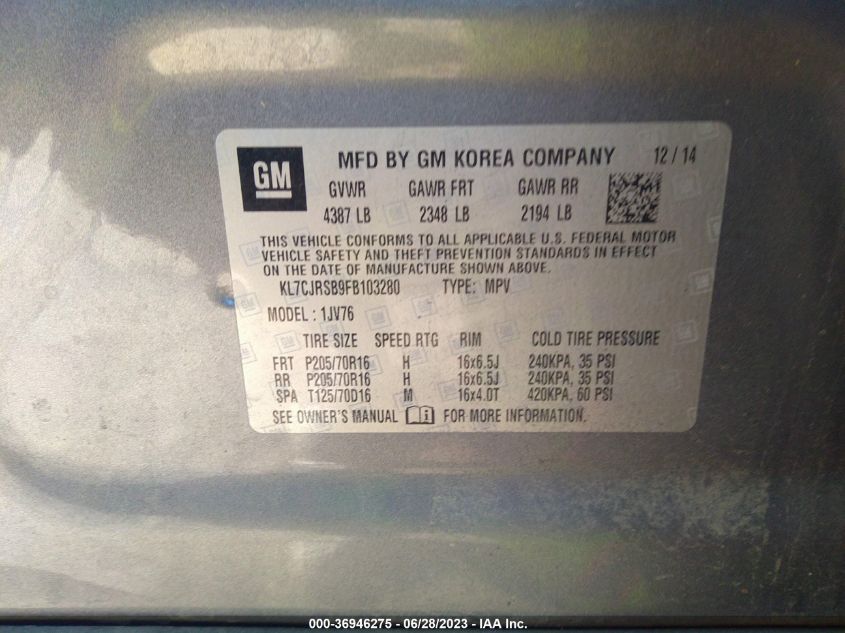 GM
MFD BY GM KOREA COMPANY 12 / 14
GVWR GAWR FRT GAWR RR
4387 LB 2348 LB 2194 LB
THIS VEHICLE CONFORMS TO ALL APPLICABLE U.S. FEDERAL MOTOR
VEHICLE SAFETY AND THEFT PREVENTION STANDARDS IN EFFECT
ON THE DATE OF MANUFACTURE SHOWN ABOVE.
KL7CJRSB9FB103280 TYPE: MPV
MODEL : 1JV76
TIRE SIZE SPEED RTG RIM COLD TIRE PRESSURE
FRT P205/70R16 H 16x6.5J 240KPA, 35 PSI
RR P205/70R16 H 16x6.5J 240KPA, 35 PSI
SPA T125/70D16 M 16x4.0T 420KPA, 60 PSI
SEE OWNER'S MANUAL FOR MORE INFORMATION.
000-36946275 - 06/28/2023 - IAA Inc.